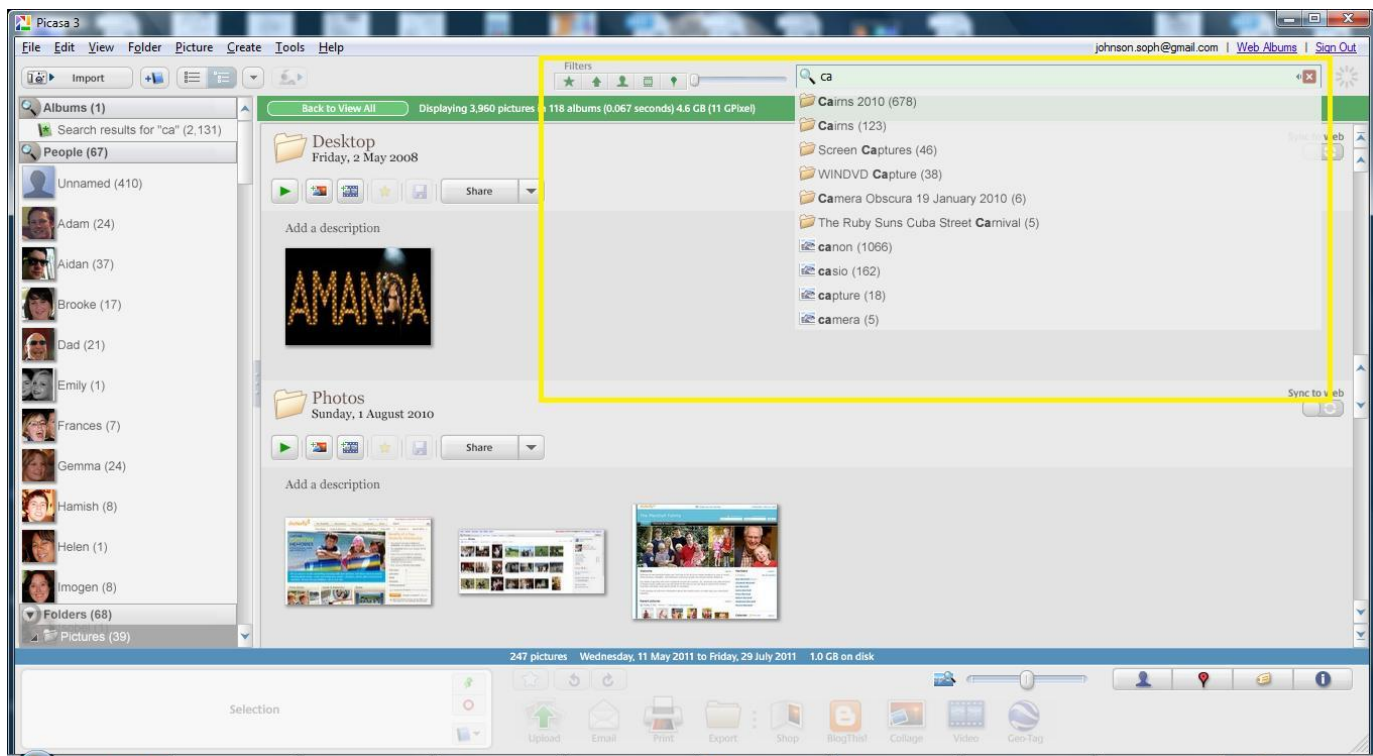 Picasa 3
File Edit View Folder Picture Create Tools Help
johnson.soph@gmail.com | Web Albums | Sign Out
Import
Filters
ca
Albums (1)
Search results for "ca" (2,131)
People (67)
Unnamed (410)
Adam (24)
Aidan (37)
Brooke (17)
Dad (21)
Emily (1)
Frances (7)
Gemma (24)
Hamish (8)
Helen (1)
Imogen (8)
Folders (68)
Pictures (39)
Back to View All Displaying 3,960 pictures in 118 albums (0.067 seconds) 4.6 GB (11 GPixel)
Cairns 2010 (678)
Cairns (123)
Screen Captures (46)
WINDVD Capture (38)
Camera Obscura 19 January 2010 (6)
The Ruby Suns Cuba Street Carnival (5)
canon (1066)
casio (162)
capture (18)
camera (5)
Desktop
Friday, 2 May 2008
Share
Add a description
AMANDA
Photos
Sunday, 1 August 2010
Sync to web
Share
Add a description
247 pictures Wednesday, 11 May 2011 to Friday, 29 July 2011 1.0 GB on disk
Selection
Upload Email Print Export Shop BlogThis! Collage Video Geo-Tag